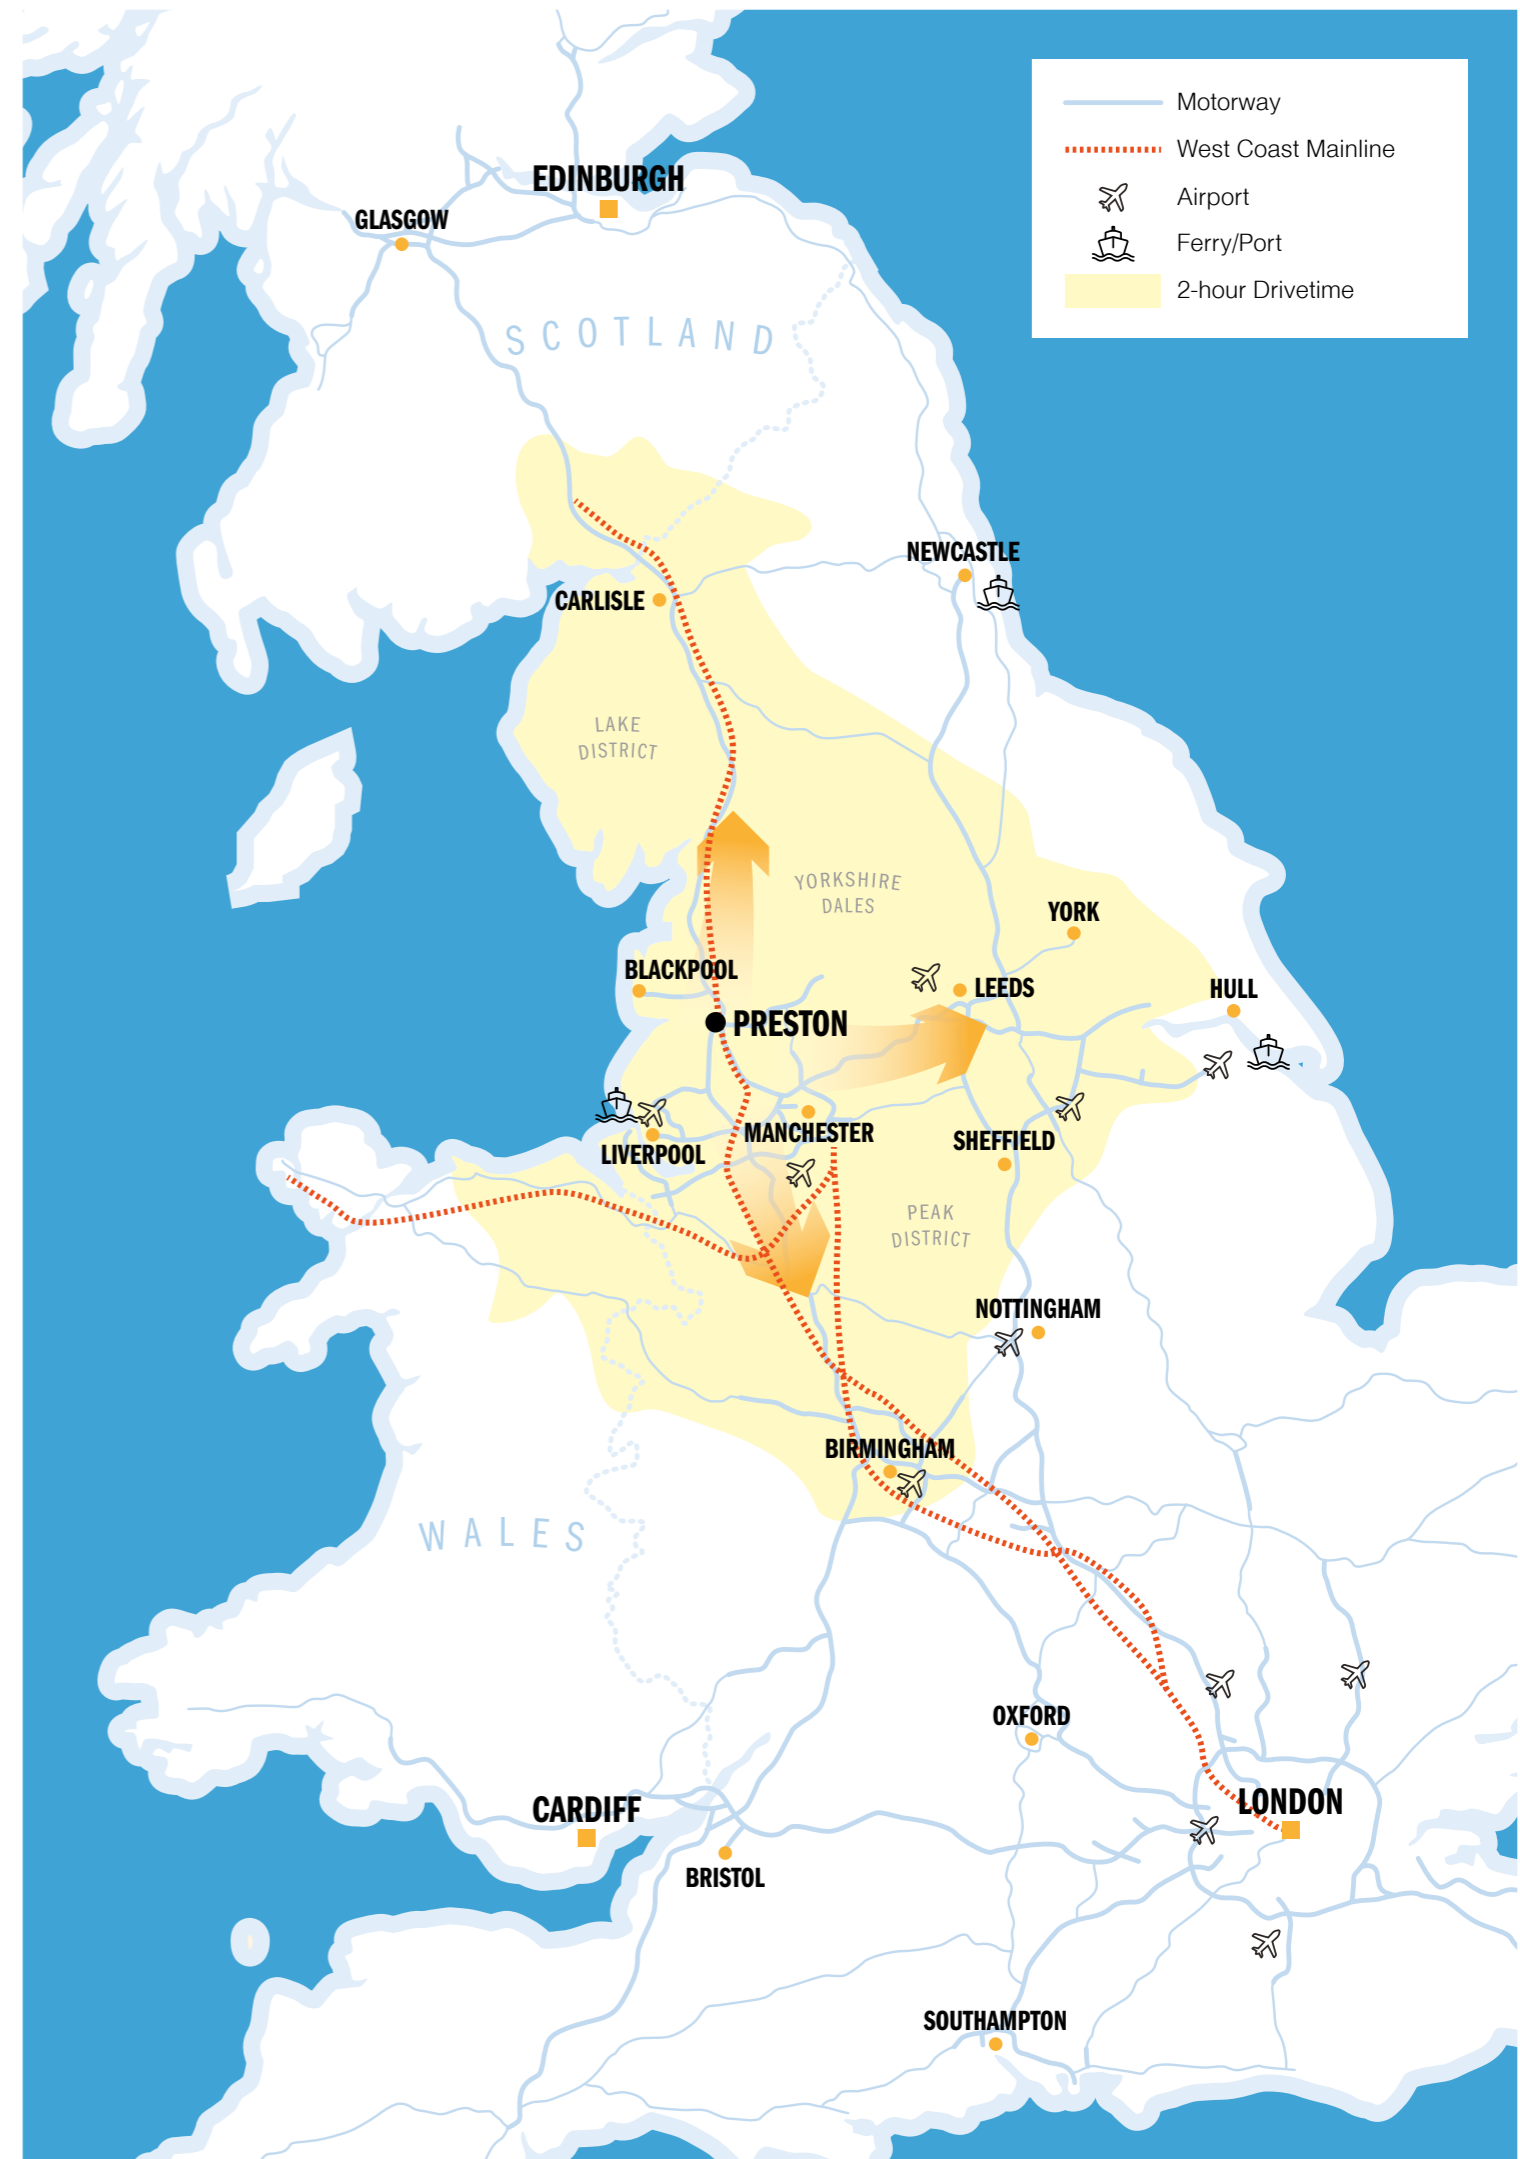 Motorway
West Coast Mainline
Airport
Ferry/Port
2-hour Drivetime
EDINBURGH
GLASGOW
SCOTLAND
NEWCASTLE
CARLISLE
LAKE
DISTRICT
YORKSHIRE
DALES
YORK
BLACKPOOL
LEEDS
HULL
PRESTON
MANCHESTER
SHEFFIELD
LIVERPOOL
PEAK
DISTRICT
NOTTINGHAM
BIRMINGHAM
WALES
OXFORD
LONDON
CARDIFF
BRISTOL
SOUTHAMPTON